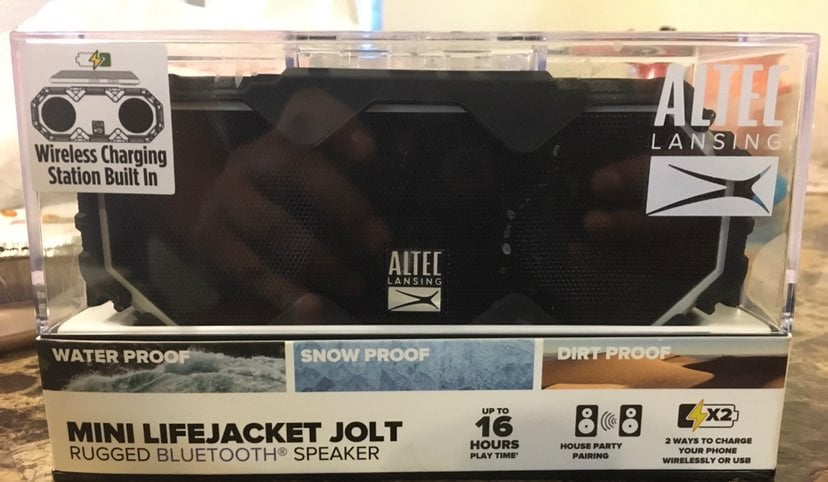 Wireless Charging
Station Built In
ALTEC
LANSING
ALTEC
LANSING
WATER PROOF
SNOW PROOF
DIRT PROOF
MINI LIFEJACKET JOLT
RUGGED BLUETOOTH® SPEAKER
UP TO
16
HOURS
PLAY TIME*
HOUSE PARTY
PAIRING
X2
2 WAYS TO CHARGE
YOUR PHONE
WIRELESSLY OR USB